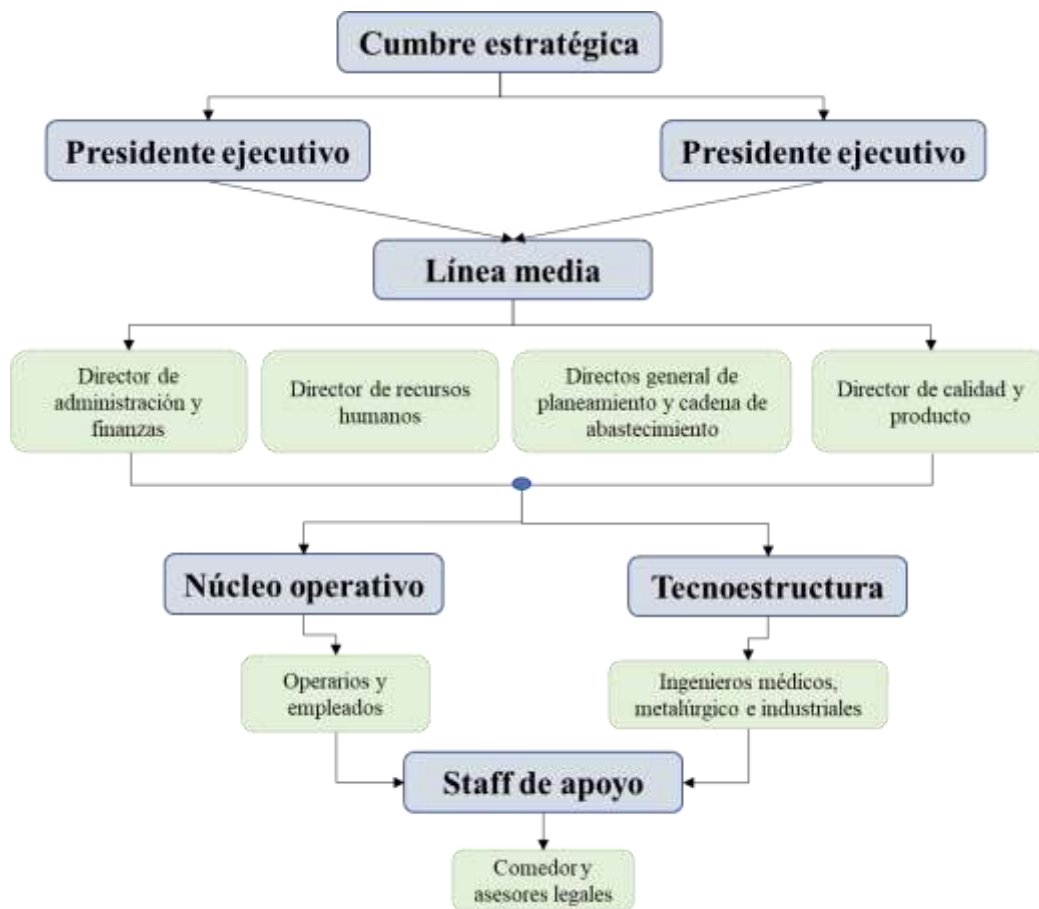 Cumbre estratégica
Presidente ejecutivo
Presidente ejecutivo
Línea media
Director de
administración y
finanzas
Director de recursos
humanos
Directos general de
planeamiento y cadena de
abastecimiento
Director de calidad y
producto
Núcleo operativo
Tecnoestructura
Operarios y
empleados
Ingenieros médicos,
metalúrgico e industriales
Staff de apoyo
Comedor y
asesores legales